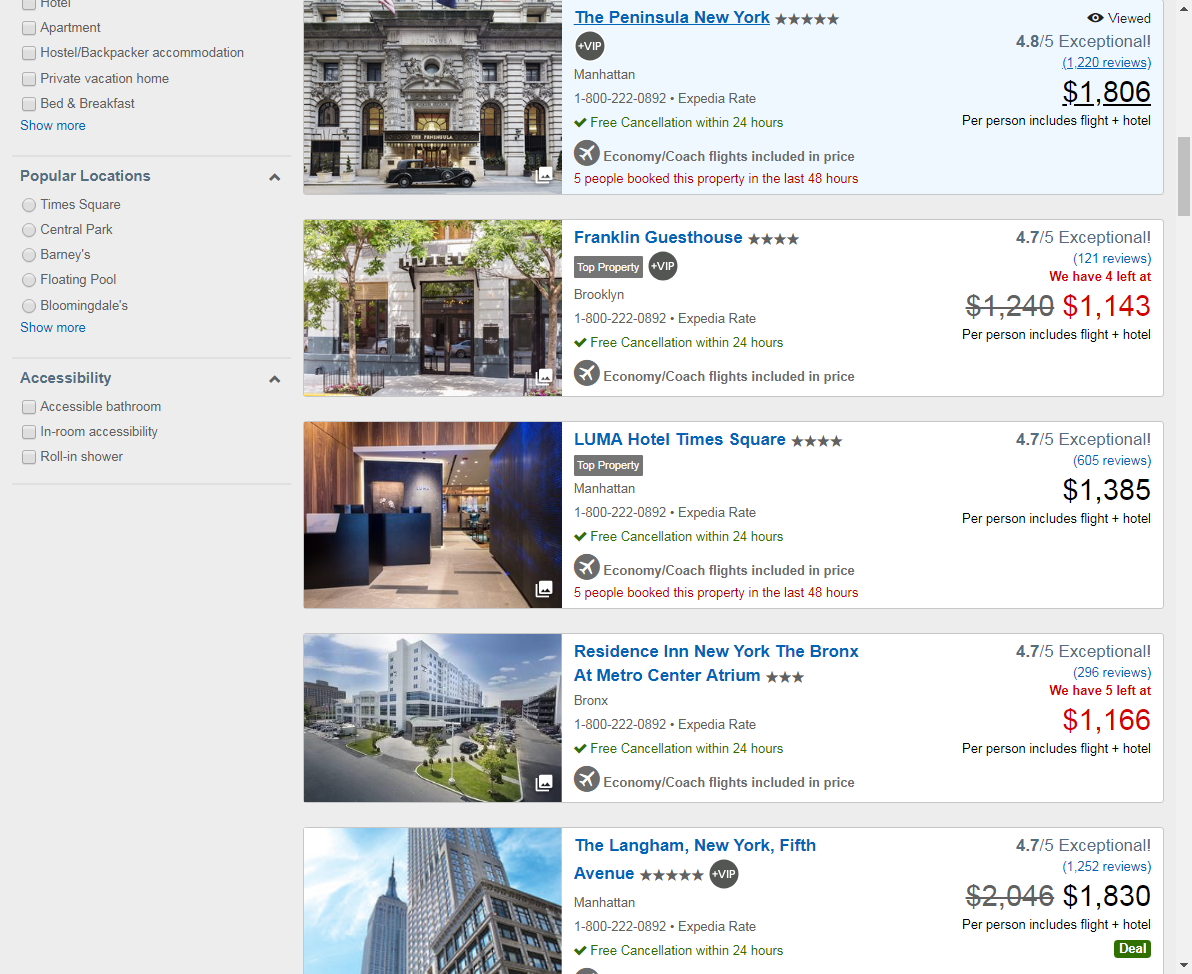 Hotel
Apartment
Hostel/Backpacker accommodation
Private vacation home
Bed & Breakfast
Show more
Popular Locations
Times Square
Central Park
Barney's
Floating Pool
Bloomingdale's
Show more
Accessibility
Accessible bathroom
In-room accessibility
Roll-in shower
THE PENINSULA
The Peninsula New York
+VIP
Manhattan
1-800-222-0892 • Expedia Rate
Free Cancellation within 24 hours
Economy/Coach flights included in price
5 people booked this property in the last 48 hours
Viewed
4.8/5 Exceptional!
(1,220 reviews)
$1,806
Per person includes flight + hotel
HOTEL
Franklin Guesthouse
Top Property +VIP
Brooklyn
1-800-222-0892 • Expedia Rate
Free Cancellation within 24 hours
Economy/Coach flights included in price
4.7/5 Exceptional!
(121 reviews)
We have 4 left at
$1,240 $1,143
Per person includes flight + hotel
LUMA Hotel Times Square
Top Property
Manhattan
1-800-222-0892 • Expedia Rate
Free Cancellation within 24 hours
Economy/Coach flights included in price
5 people booked this property in the last 48 hours
4.7/5 Exceptional!
(605 reviews)
$1,385
Per person includes flight + hotel
Residence Inn New York The Bronx
At Metro Center Atrium
Bronx
1-800-222-0892 • Expedia Rate
Free Cancellation within 24 hours
Economy/Coach flights included in price
4.7/5 Exceptional!
(296 reviews)
We have 5 left at
$1,166
Per person includes flight + hotel
The Langham, New York, Fifth
Avenue +VIP
Manhattan
1-800-222-0892 • Expedia Rate
Free Cancellation within 24 hours
4.7/5 Exceptional!
(1,252 reviews)
$2,046 $1,830
Per person includes flight + hotel
Deal